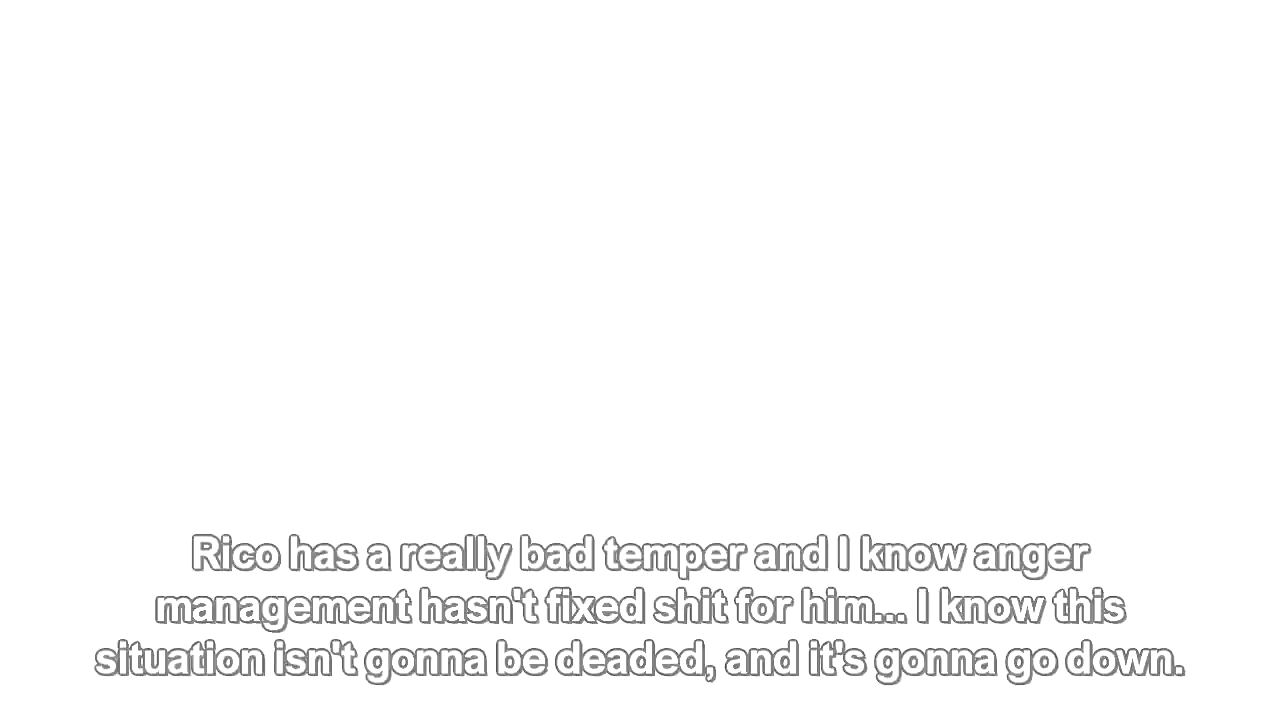 Rico has a really bad temper and I know anger
management hasn't fixed shit for him... I know this
situation isn't gonna be deaded, and it's gonna go down.